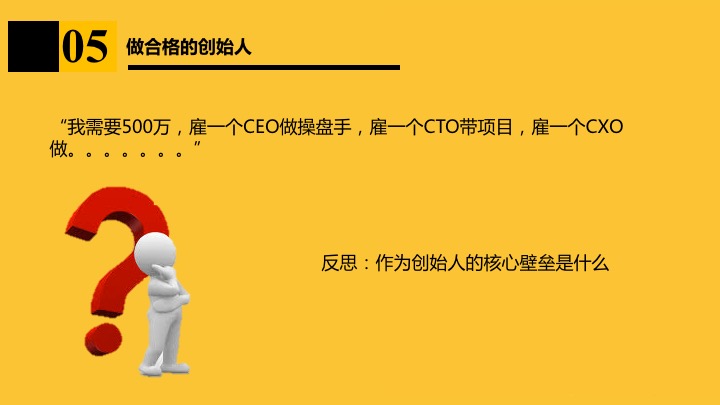 05
做合格的创始人
“我需要500万，雇一个CEO做操盘手，雇一个CTO带项目，雇一个CXO
做。。。。。。。”
反思：作为创始人的核心壁垒是什么